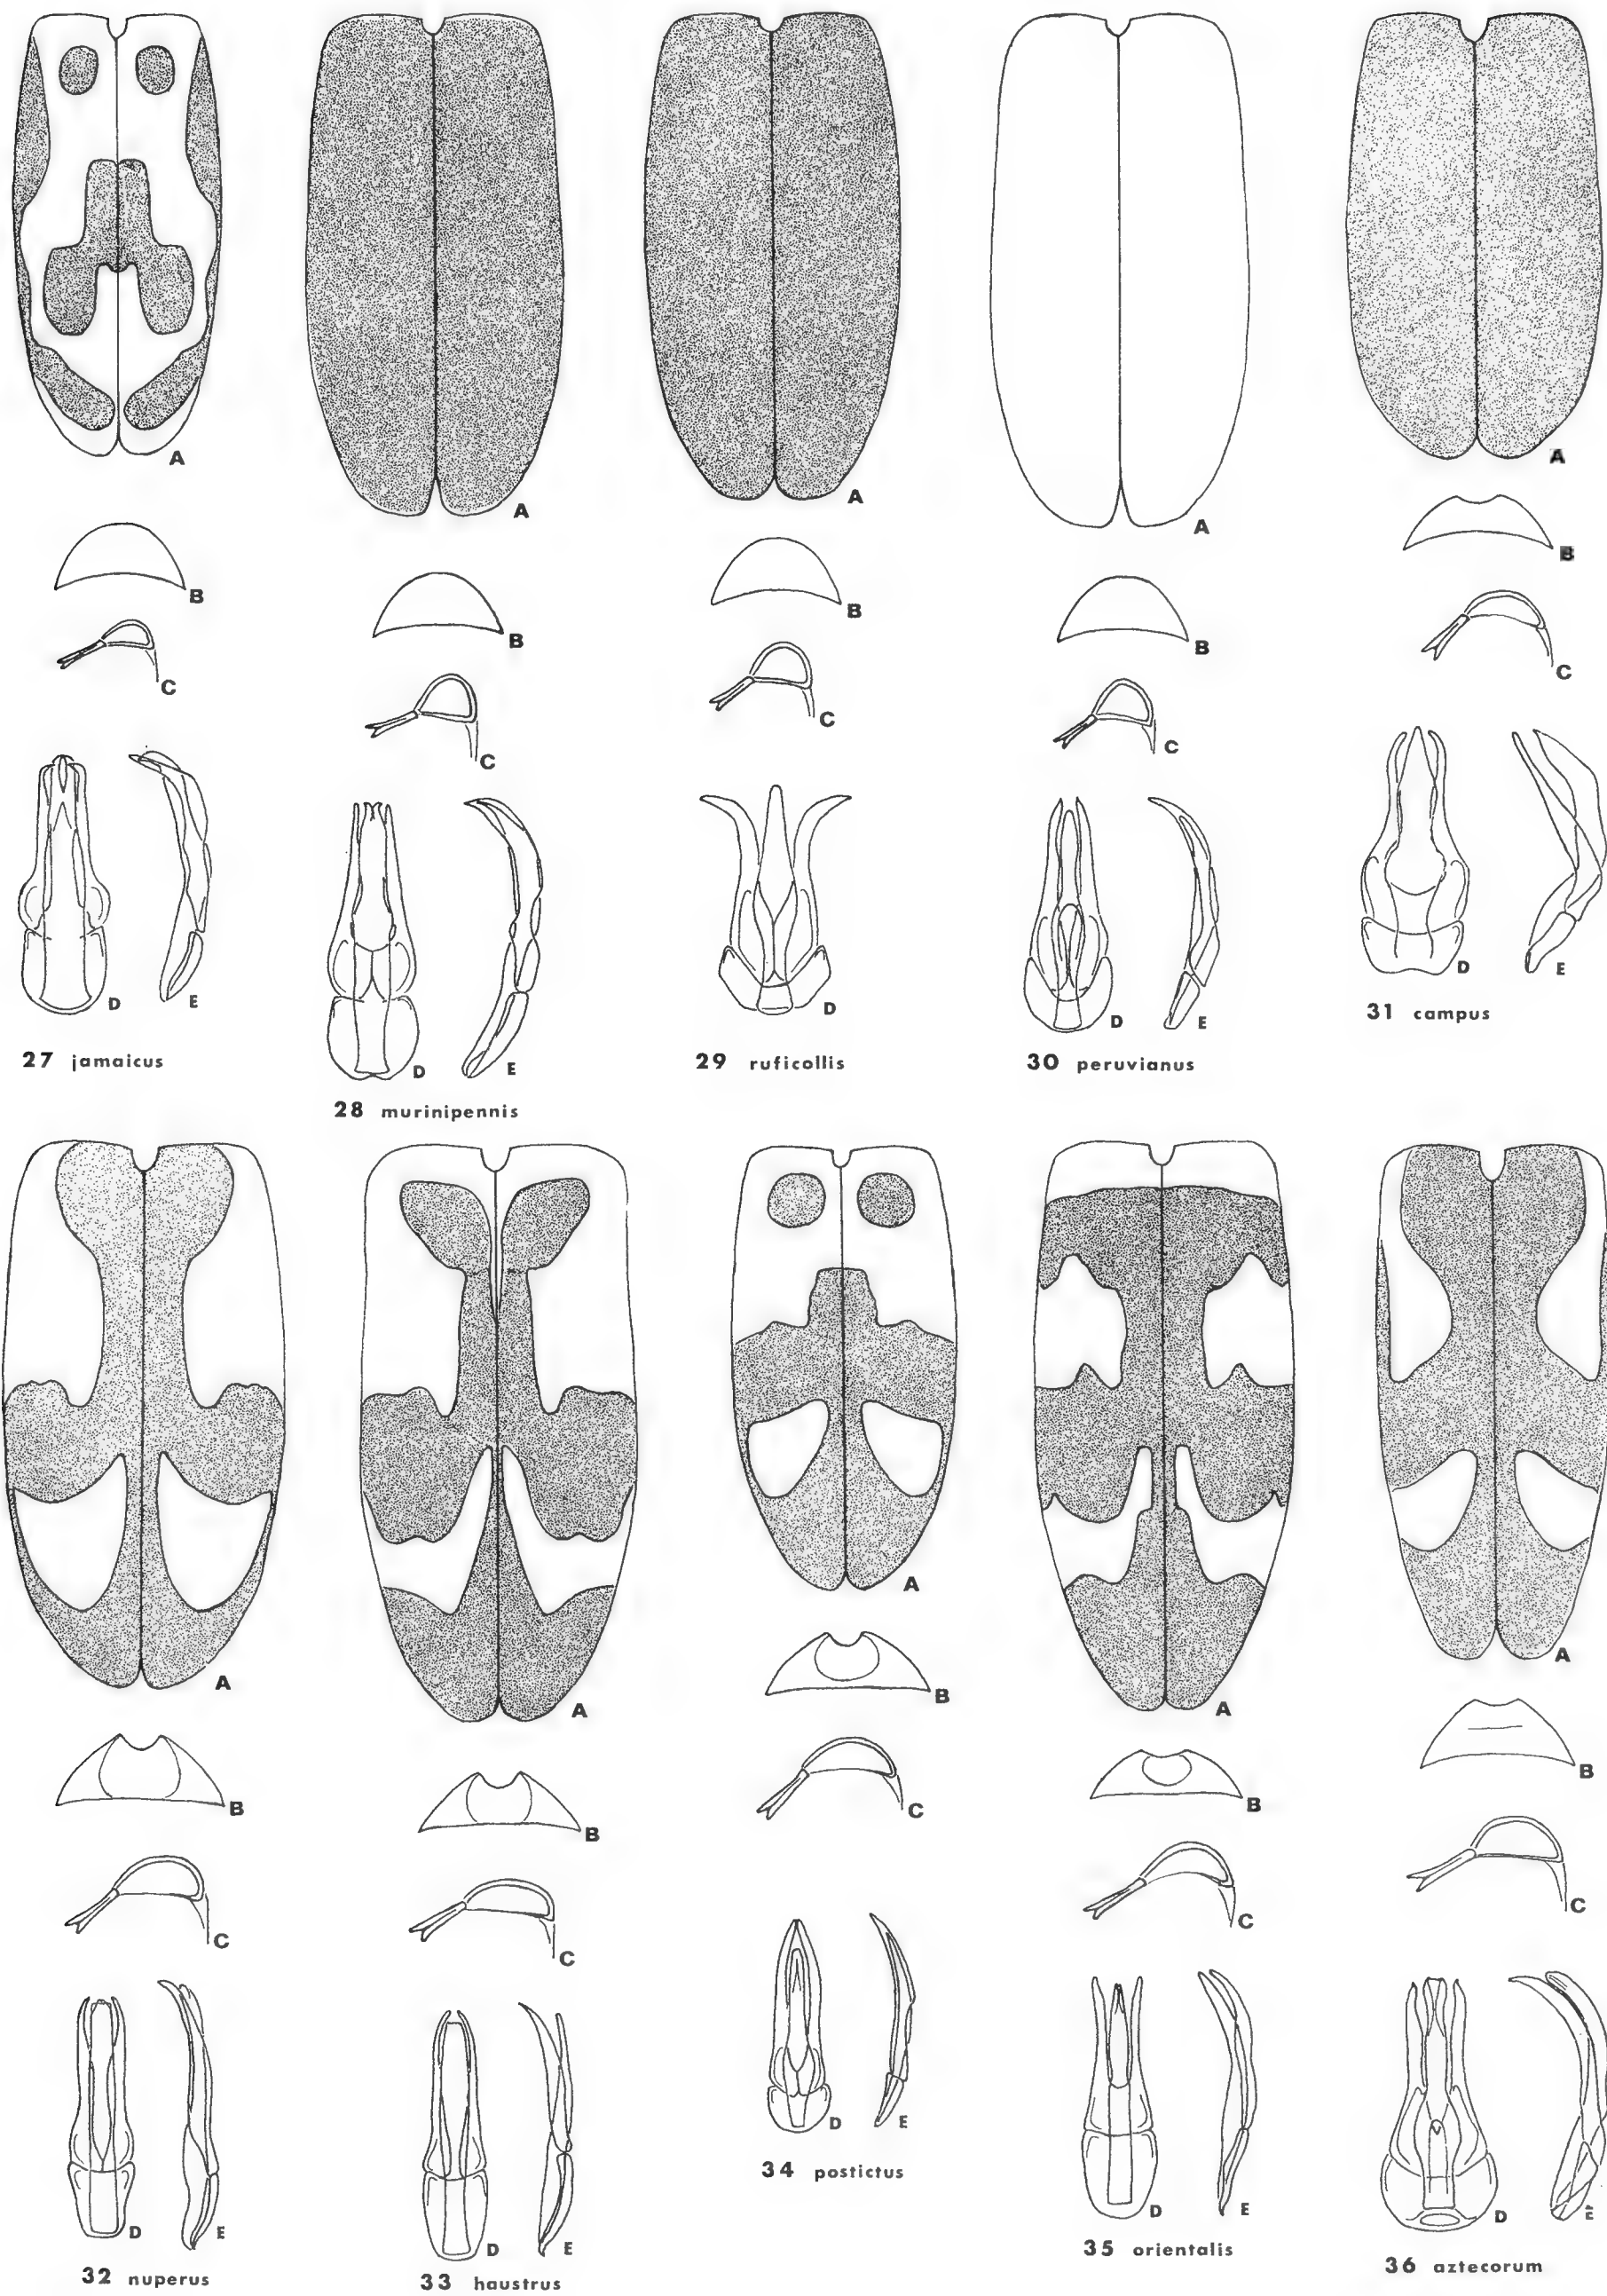 A
A
A
A
A
B
B
B
B
B
C
C
C
C
C
D
E
D
E
D
D
E
D
E
27 jamaicus
28 murinipennis
29 ruficollis
30 peruvianus
31 campus
A
A
A
A
A
B
B
B
B
B
C
C
C
C
C
D
E
D
E
D
E
D
E
D
E
32 nuperus
33 haustrus
34 postictus
35 orientalis
36 aztecorum